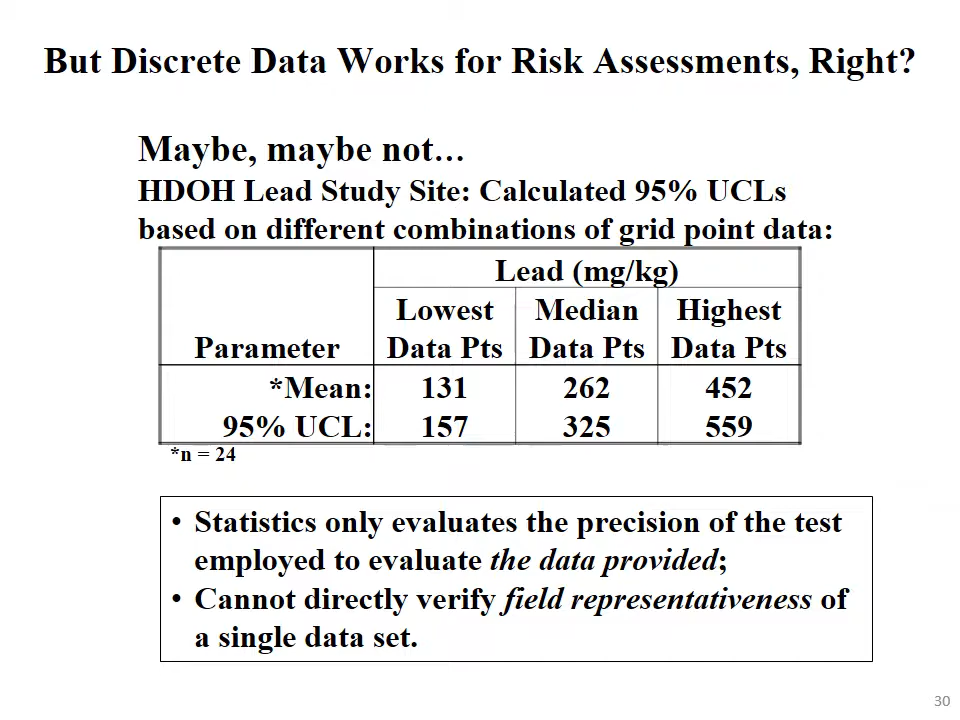 But Discrete Data Works for Risk Assessments, Right?
Maybe, maybe not…
HDOH Lead Study Site: Calculated 95% UCLs
based on different combinations of grid point data:
Lead (mg/kg)
Parameter
Lowest
Data Pts
Median
Data Pts
Highest
Data Pts
*Mean: 131 262 452
95% UCL: 157 325 559
*n = 24
• Statistics only evaluates the precision of the test
employed to evaluate the data provided;
• Cannot directly verify field representativeness of
a single data set.
30